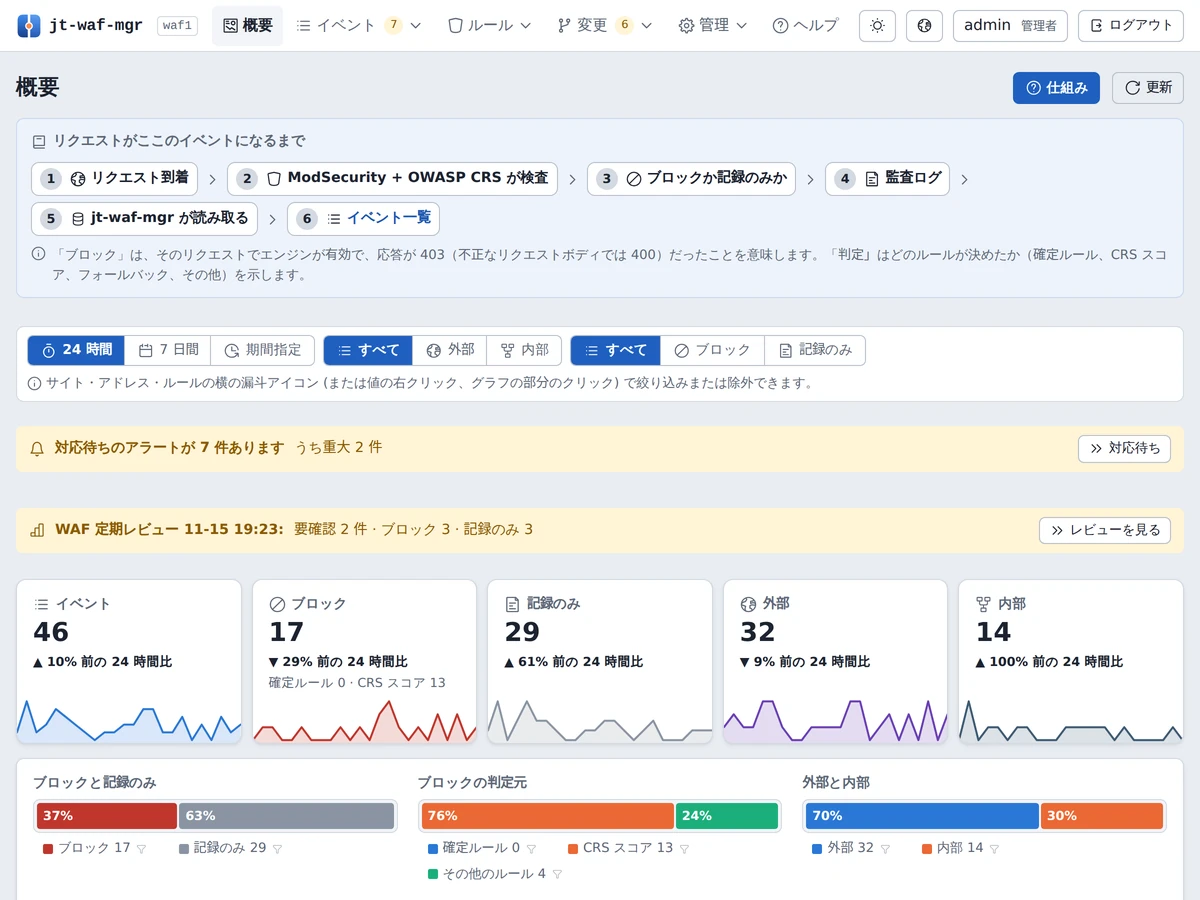 jt-waf-mgr waf1 概要 イベント 7 ルール 変更 6 管理 ヘルプ admin 管理者 ログアウト
概要 仕組み 更新
リクエストがここのイベントになるまで
1 リクエスト到着 2 ModSecurity + OWASP CRS が検査 3 ブロックか記録のみか 4 監査ログ
5 jt-waf-mgr が読み取る 6 イベント一覧
「ブロック」は、そのリクエストでエンジンが有効で、応答が 403（不正なリクエストボディでは 400）だったことを意味します。「判定」はどのルールが決めたか（確定ルール、CRS スコ
ア、フォールバック、その他）を示します。
24 時間 7 日間 期間指定 すべて 外部 内部 すべて ブロック 記録のみ
サイト・アドレス・ルールの横の漏斗アイコン (または値の右クリック、グラフの部分のクリック) で絞り込みまたは除外できます。
対応待ちのアラートが 7 件あります うち重大 2 件 対応待ち
WAF 定期レビュー 11-15 19:23: 要確認 2 件 · ブロック 3 · 記録のみ 3 レビューを見る
イベント ブロック 記録のみ 外部 内部
46 17 29 32 14
▲ 10% 前の 24 時間比 ▼ 29% 前の 24 時間比 ▲ 61% 前の 24 時間比 ▼ 9% 前の 24 時間比 ▲ 100% 前の 24 時間比
確定ルール 0 · CRS スコア 13
ブロックと記録のみ ブロックの判定元 外部と内部
37% 63% 76% 24% 70% 30%
ブロック 17 記録のみ 29 確定ルール 0 CRS スコア 13 外部 32 内部 14
その他のルール 4